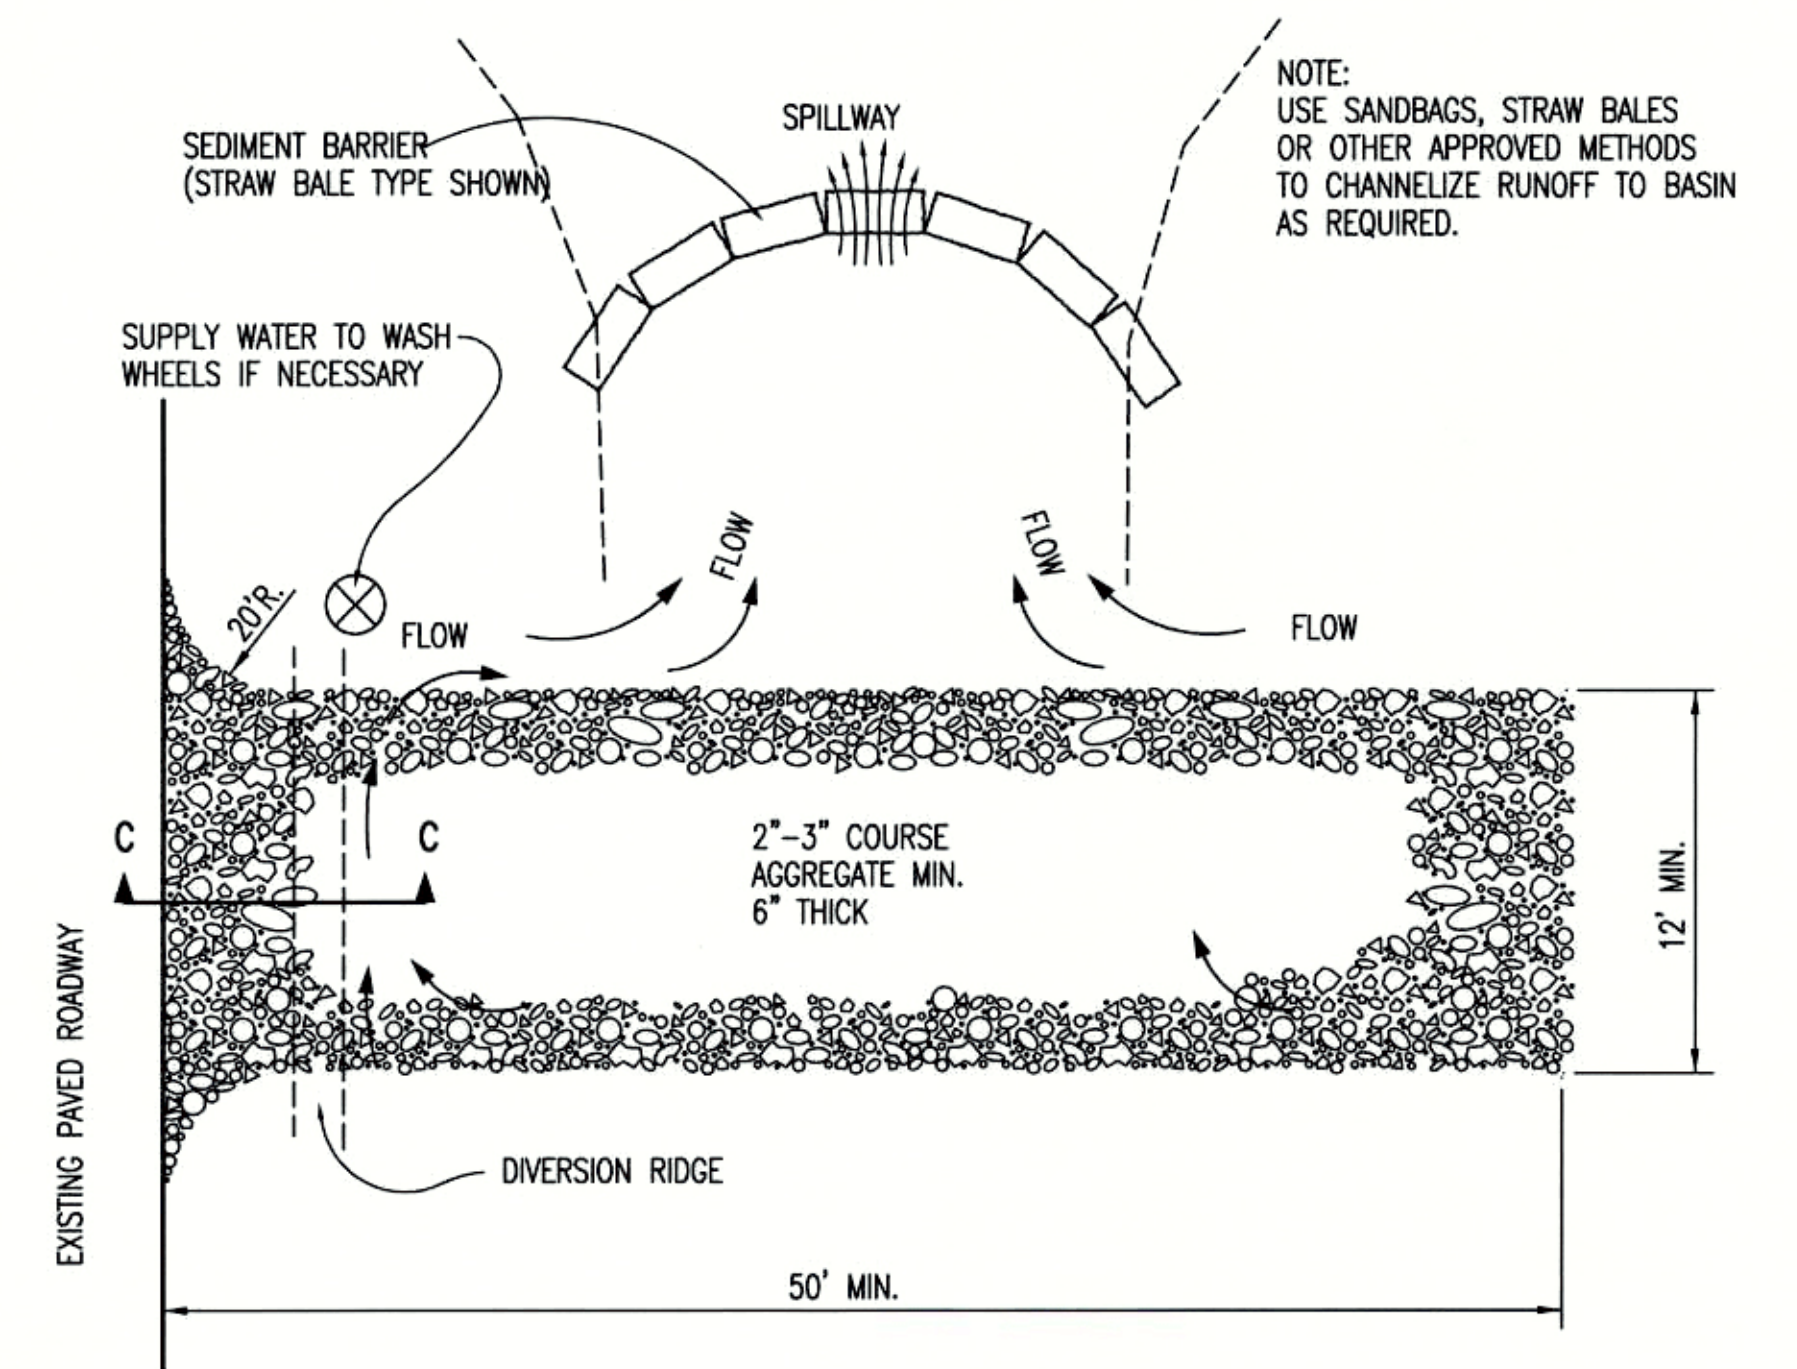 SPILLWAY
NOTE:
USE SANDBAGS, STRAW BALES
OR OTHER APPROVED METHODS
TO CHANNELIZE RUNOFF TO BASIN
AS REQUIRED.
SEDIMENT BARRIER
(STRAW BALE TYPE SHOWN)
SUPPLY WATER TO WASH
WHEELS IF NECESSARY
20'R.
FLOW
FLOW
FLOW
FLOW
C
C
2"-3" COURSE
AGGREGATE MIN.
6" THICK
12' MIN.
EXISTING PAVED ROADWAY
DIVERSION RIDGE
50' MIN.